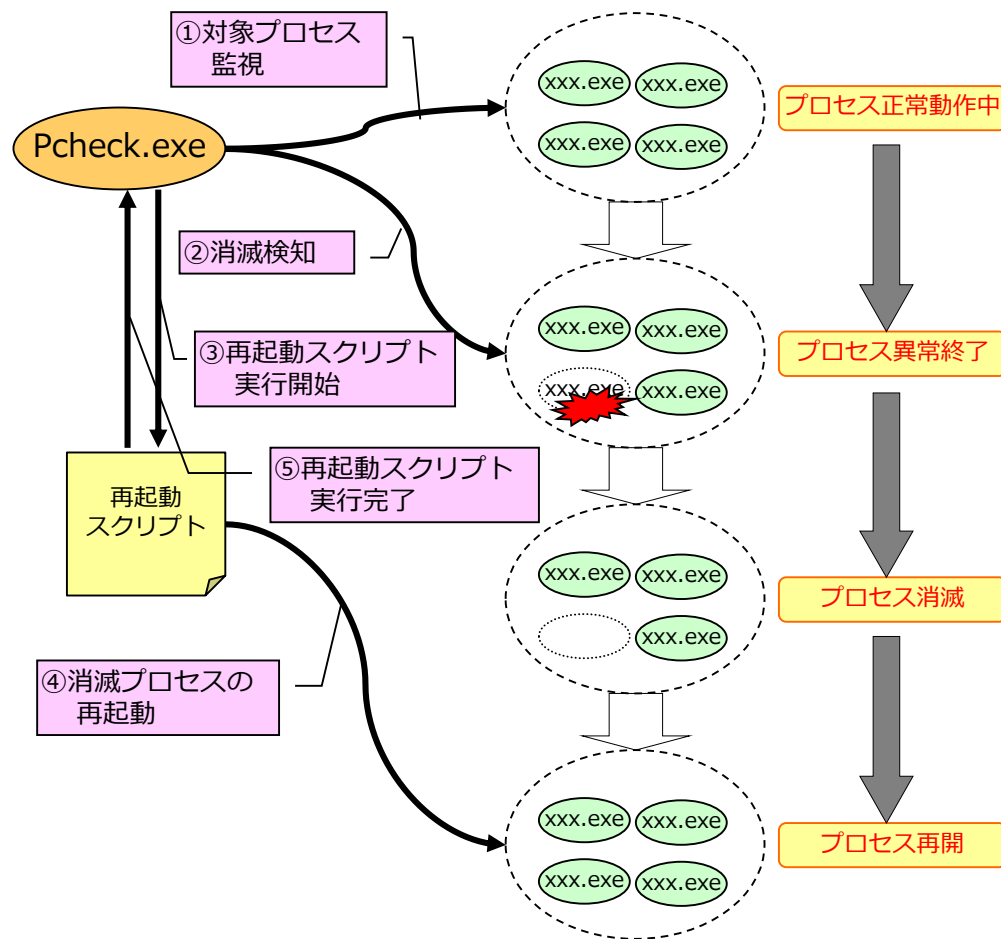 ①対象プロセス
監視
xxx.exe
xxx.exe
xxx.exe
xxx.exe
プロセス正常動作中
Pcheck.exe
②消滅検知
③再起動スクリプト
実行開始
xxx.exe
xxx.exe
xxx.exe
xxx.exe
プロセス異常終了
再起動
スクリプト
⑤再起動スクリプト
実行完了
xxx.exe
xxx.exe
xxx.exe
プロセス消滅
④消滅プロセスの
再起動
xxx.exe
xxx.exe
xxx.exe
xxx.exe
プロセス再開